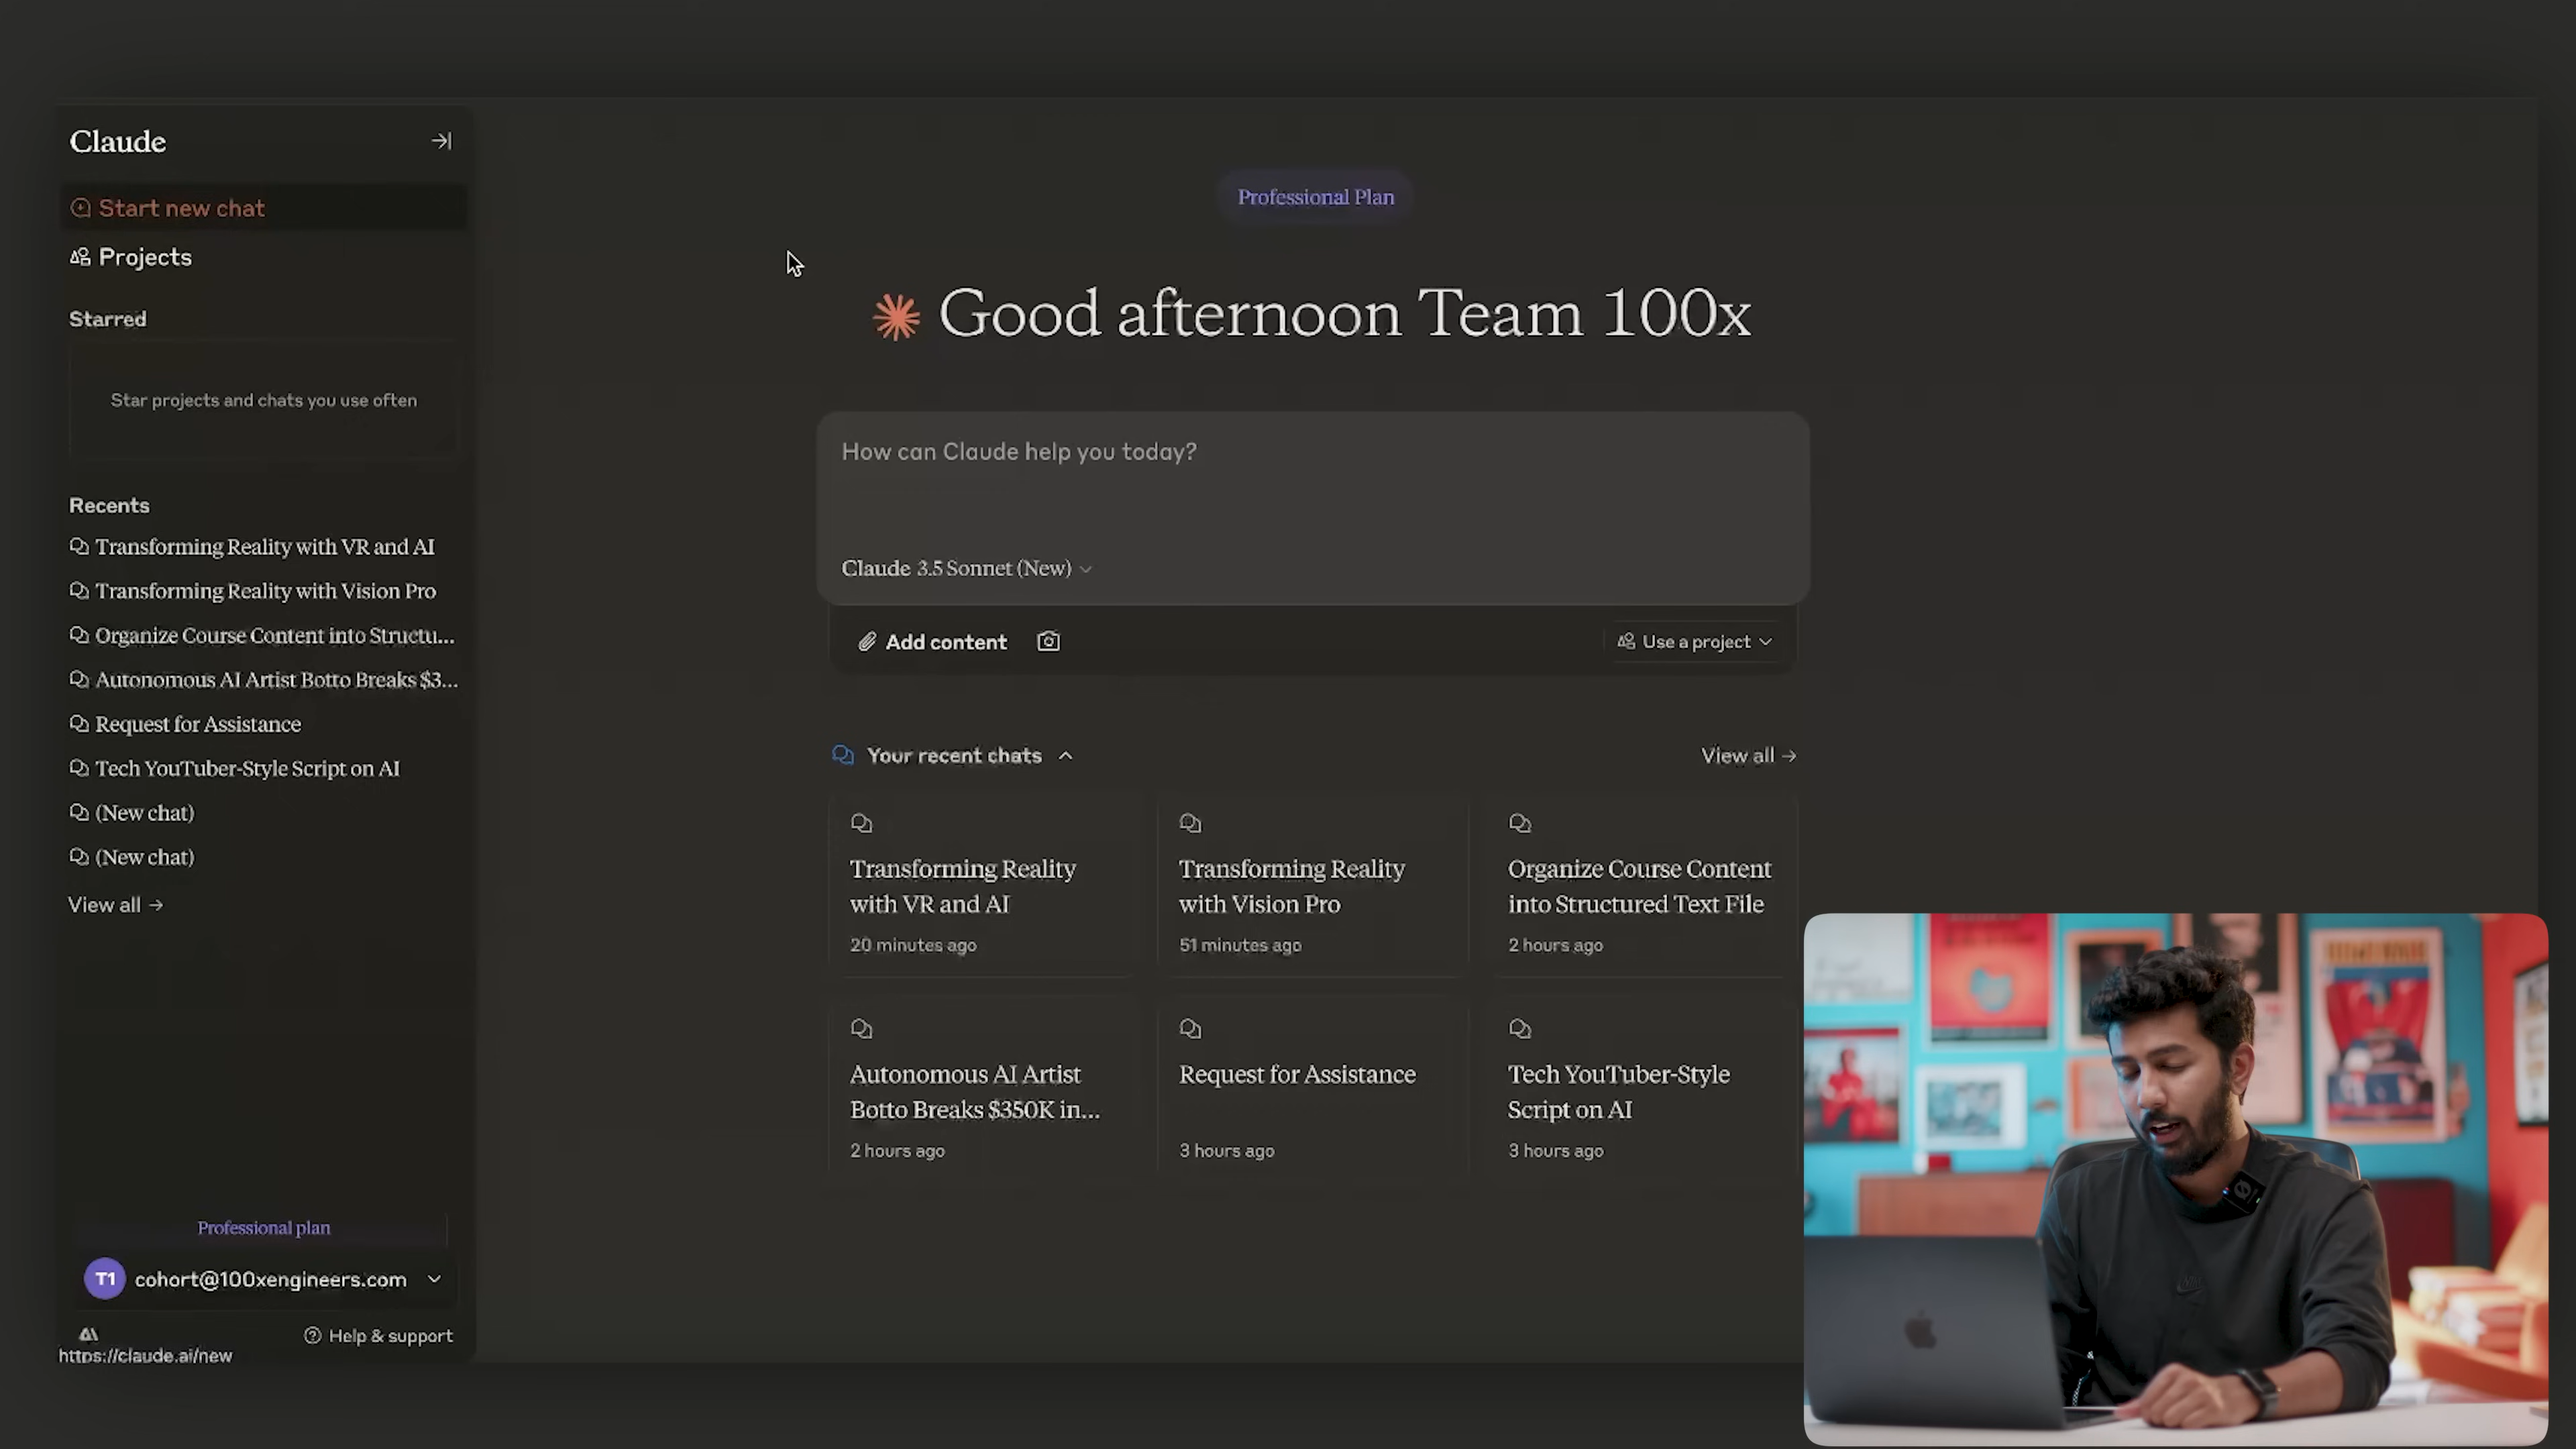 Claude
Start new chat
Projects
Starred
Star projects and chats you use often
Recents
Transforming Reality with VR and AI
Transforming Reality with Vision Pro
Organize Course Content into Structu...
Autonomous AI Artist Botto Breaks $3...
Request for Assistance
Tech YouTuber-Style Script on AI
(New chat)
(New chat)
View all →
Professional plan
T1 cohort@100xengineers.com
Help & support
https://claude.ai/new
Professional Plan
Good afternoon Team 100x
How can Claude help you today?
Claude 3.5 Sonnet (New)
Add content
Use a project
Your recent chats
View all →
Transforming Reality
with VR and AI
20 minutes ago
Transforming Reality
with Vision Pro
51 minutes ago
Organize Course Content
into Structured Text File
2 hours ago
Autonomous AI Artist
Botto Breaks $350K in...
2 hours ago
Request for Assistance
3 hours ago
Tech YouTuber-Style
Script on AI
3 hours ago